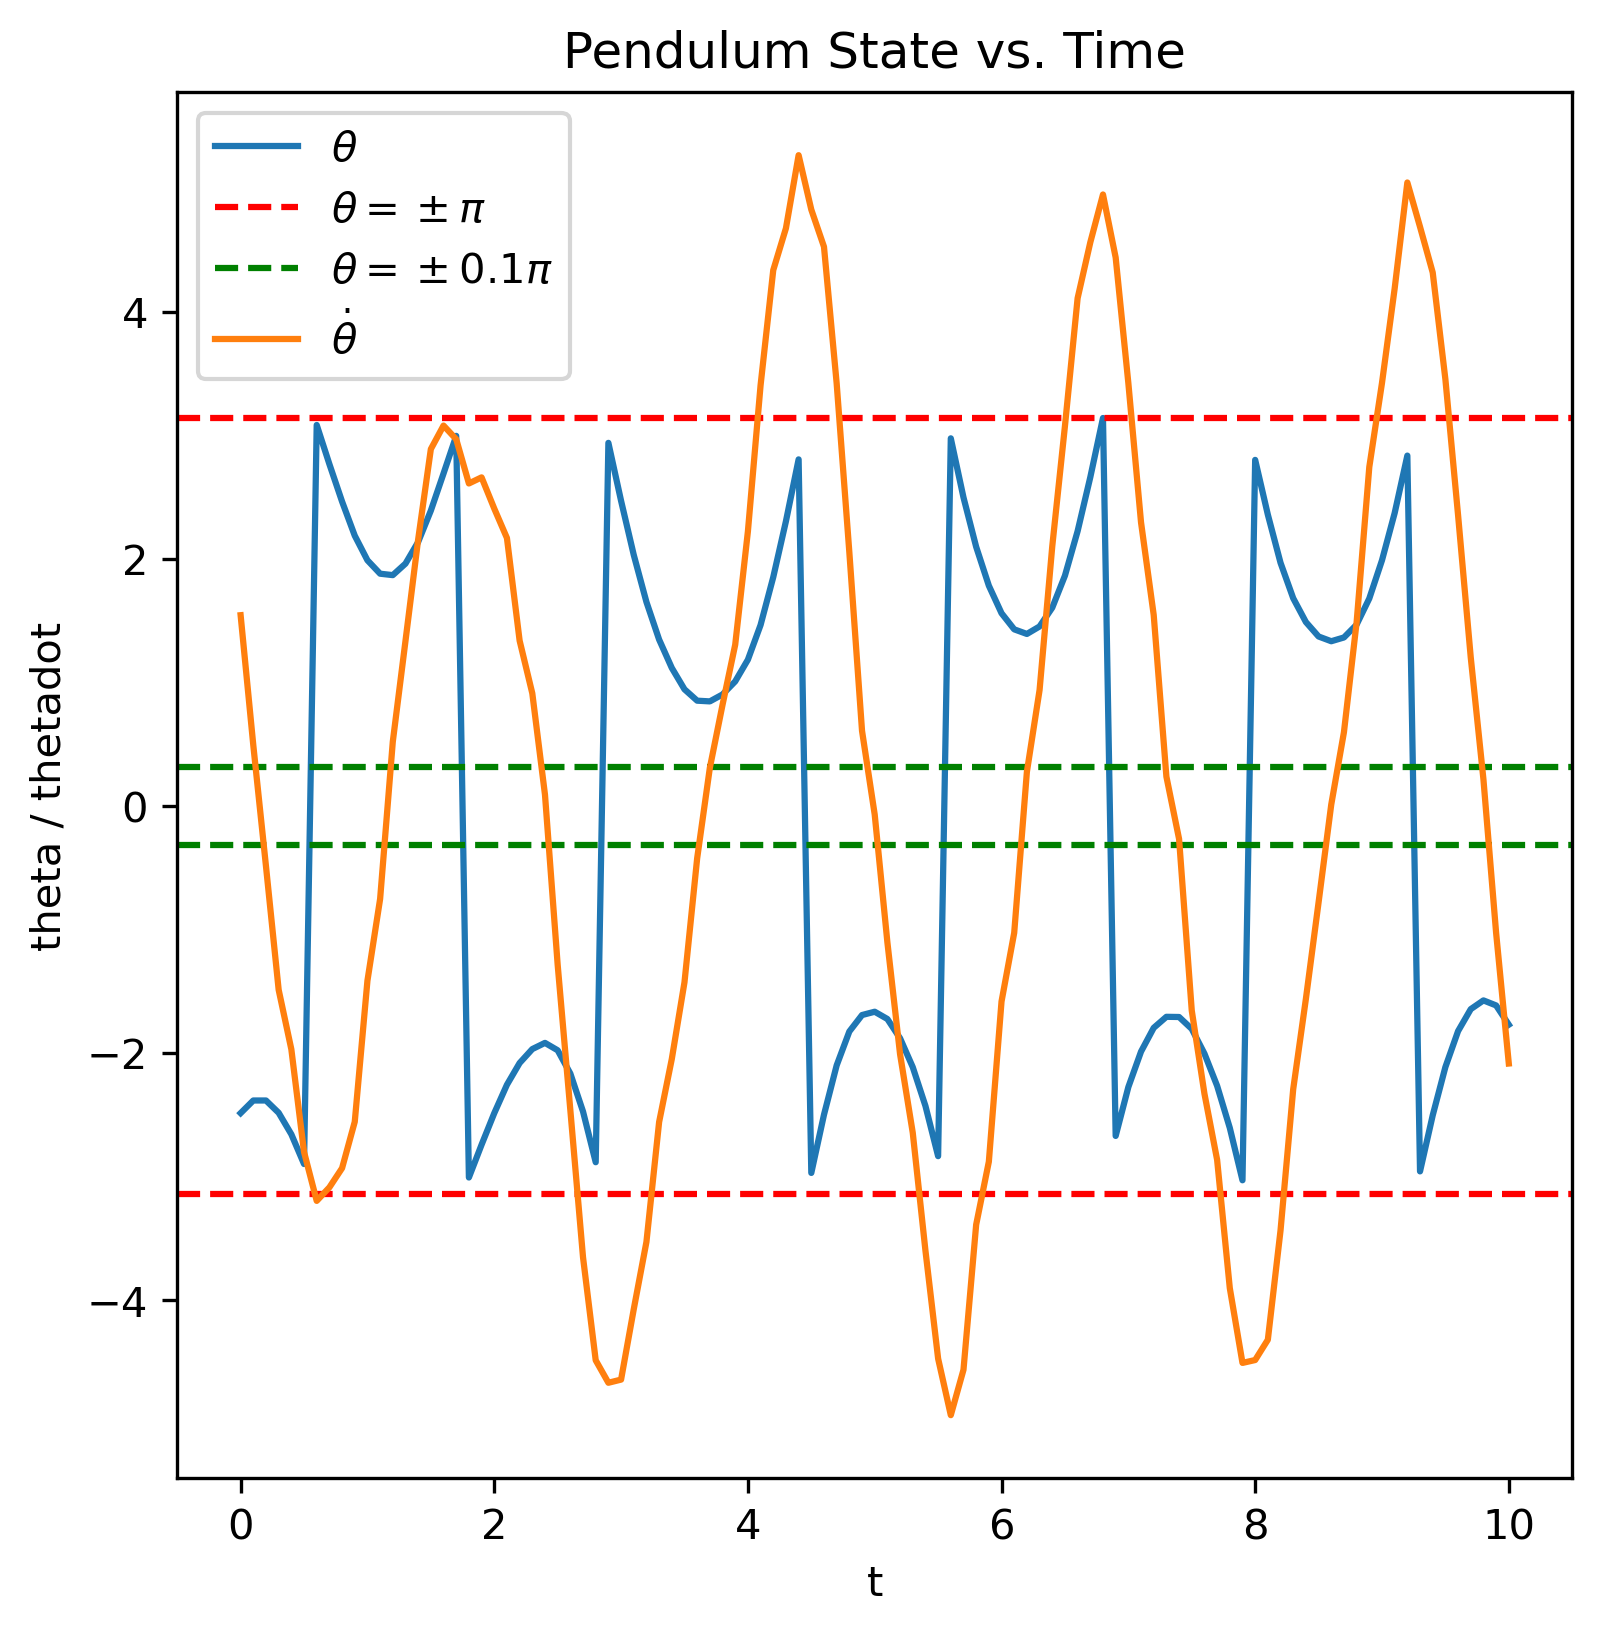 Pendulum State vs. Time
θ
θ = ± π
θ = ± 0.1π
θ̇
theta / thetadot
4
2
0
−2
−4
0 2 4 6 8 10
t